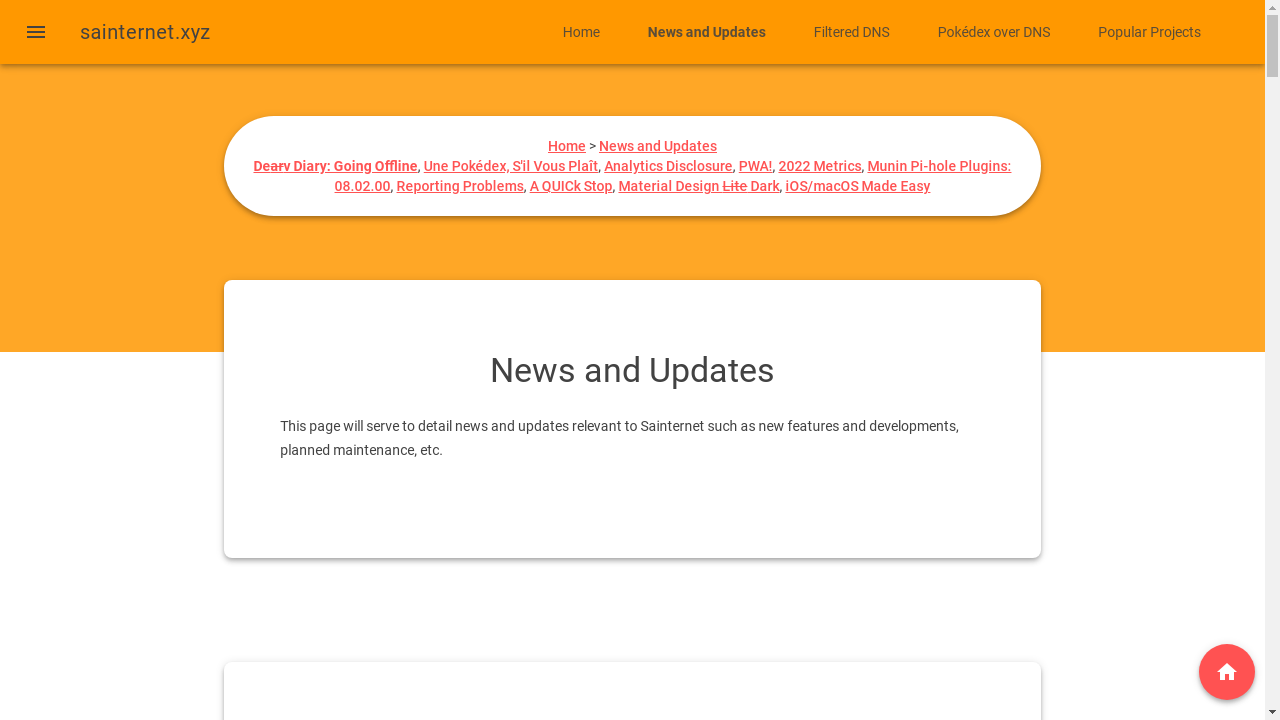 sainternet.xyz
Home
News and Updates
Filtered DNS
Pokédex over DNS
Popular Projects
Home > News and Updates
Dearv Diary: Going Offline, Une Pokédex, S'il Vous Plaît, Analytics Disclosure, PWA!, 2022 Metrics, Munin Pi-hole Plugins:
08.02.00, Reporting Problems, A QUICk Stop, Material Design Lite Dark, iOS/macOS Made Easy
News and Updates
This page will serve to detail news and updates relevant to Sainternet such as new features and developments,
planned maintenance, etc.